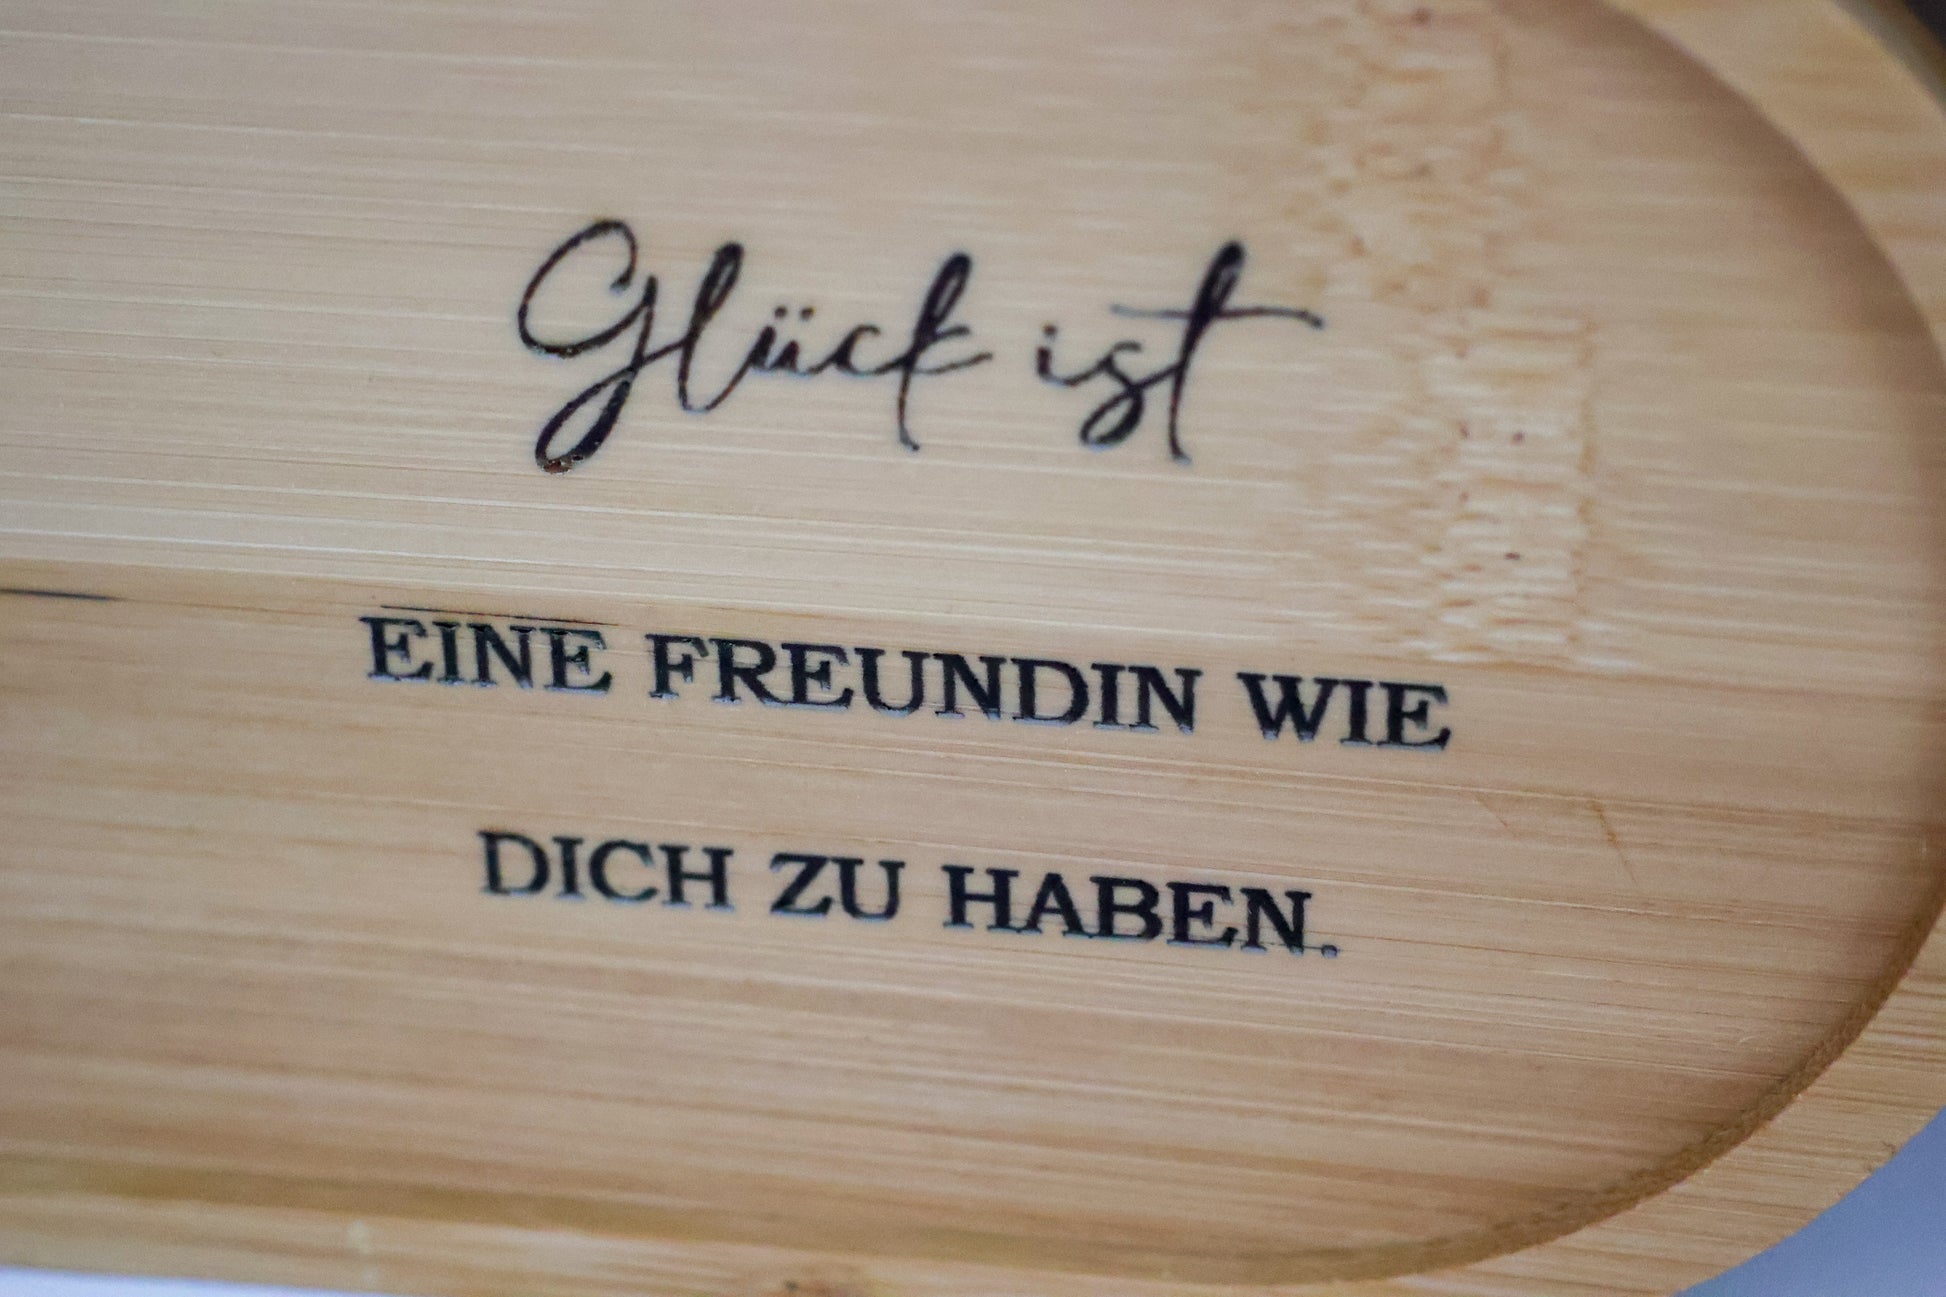 Glück ist
EINE FREUNDIN WIE
DICH ZU HABEN.